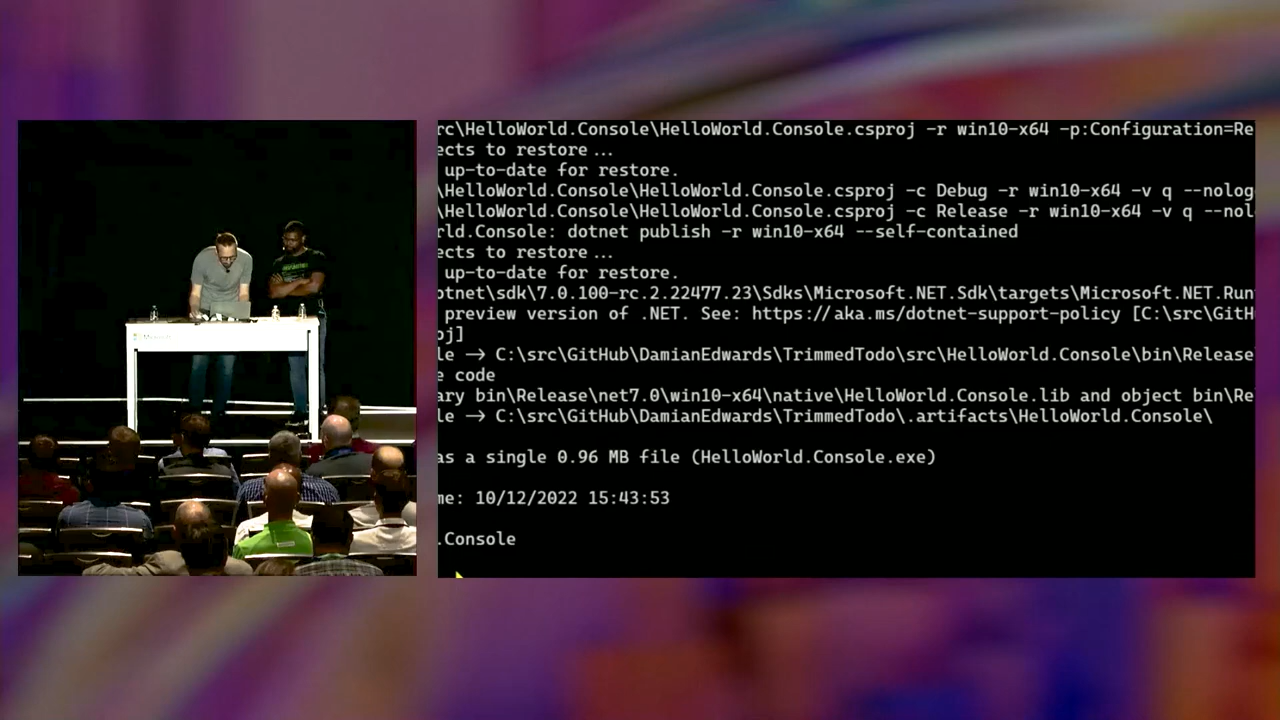 rc\HelloWorld.Console\HelloWorld.Console.csproj -r win10-x64 -p:Configuration=Re
ects to restore...
up-to-date for restore.
\HelloWorld.Console\HelloWorld.Console.csproj -c Debug -r win10-x64 -v q --nolog
\HelloWorld.Console\HelloWorld.Console.csproj -c Release -r win10-x64 -v q --nol
rld.Console: dotnet publish -r win10-x64 --self-contained
ects to restore...
up-to-date for restore.
otnet\sdk\7.0.100-rc.2.22477.23\Sdks\Microsoft.NET.Sdk\targets\Microsoft.NET.Run
preview version of .NET. See: https://aka.ms/dotnet-support-policy [C:\src\GitH
oj]
le -> C:\src\GitHub\DamianEdwards\TrimmedTodo\src\HelloWorld.Console\bin\Release
e code
ary bin\Release\net7.0\win10-x64\native\HelloWorld.Console.lib and object bin\Re
le -> C:\src\GitHub\DamianEdwards\TrimmedTodo\.artifacts\HelloWorld.Console\
as a single 0.96 MB file (HelloWorld.Console.exe)
me: 10/12/2022 15:43:53
.Console